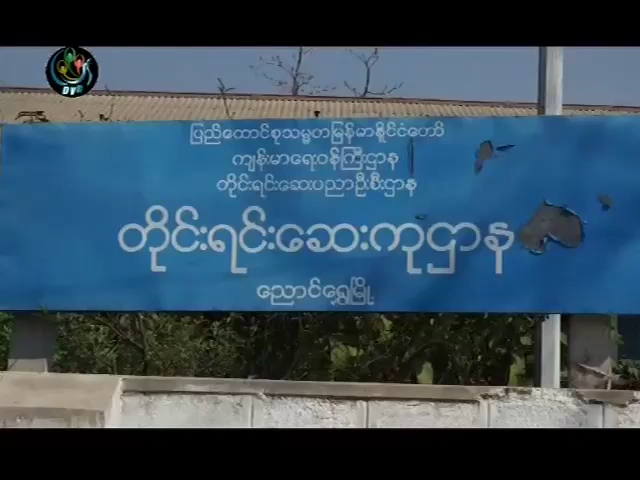 DVB
ပြည်ထောင်စုသမ္မတမြန်မာနိုင်ငံတော်
ကျန်းမာရေးဝန်ကြီးဌာန
တိုင်းရင်းဆေးပညာဦးစီးဌာန
တိုင်းရင်းဆေးကုဌာန
ညောင်ရွှေမြို့